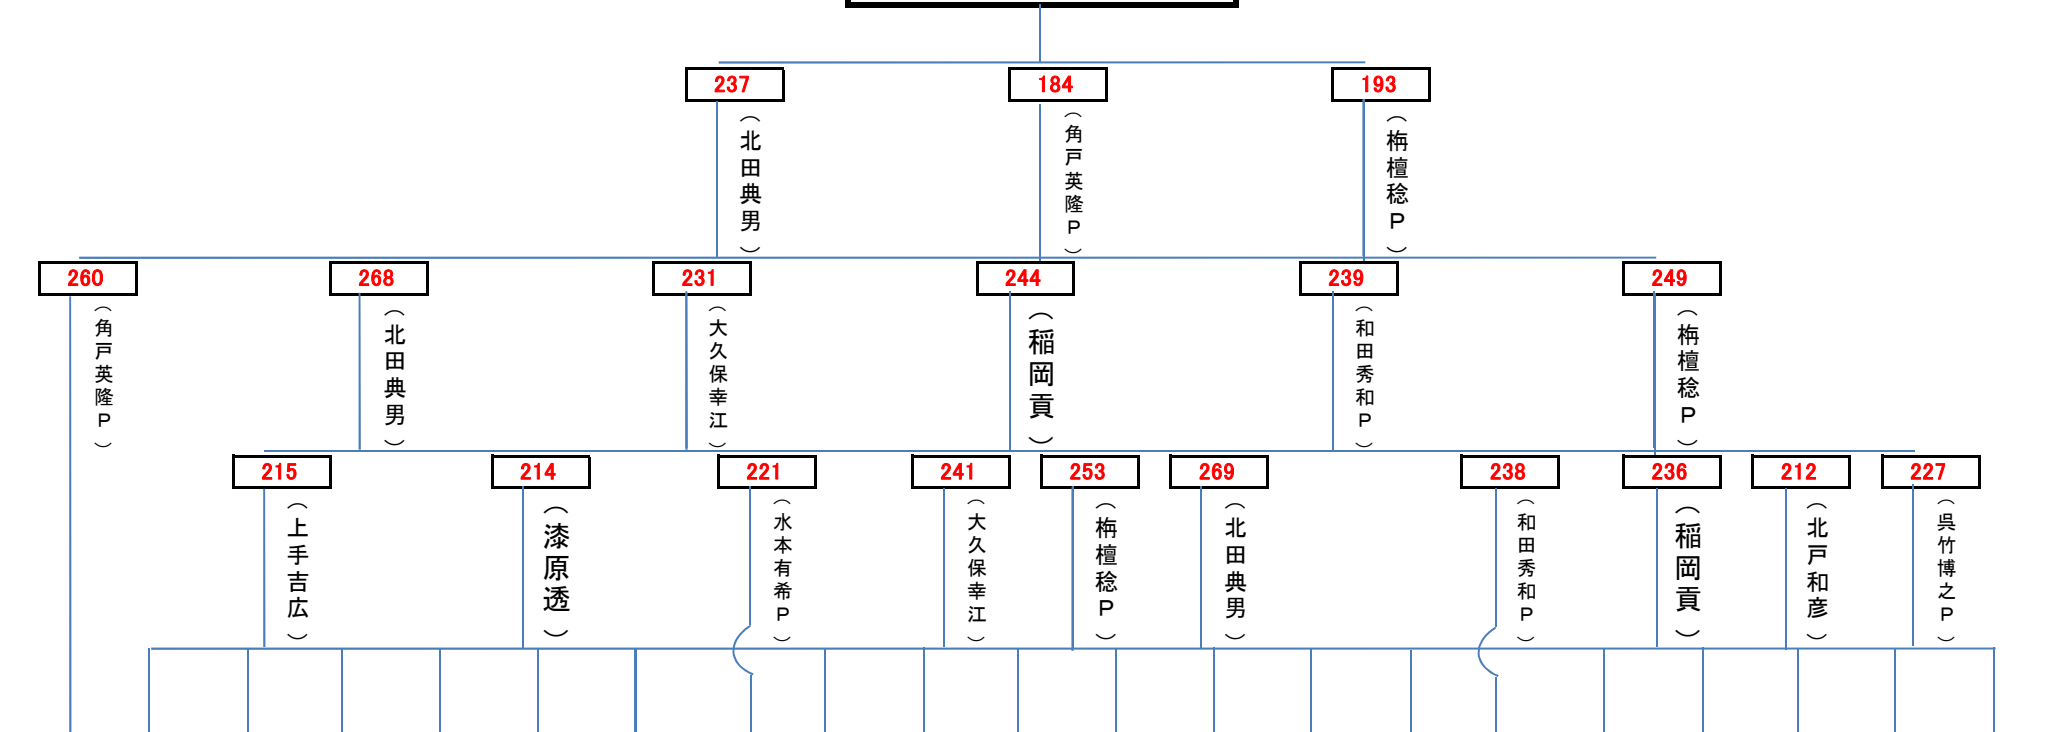 237
184
193
（北田典男）
（角戸英隆Ｐ）
（栴檀稔Ｐ）
260
268
231
244
239
249
（角戸英隆Ｐ）
（北田典男）
（大久保幸江）
（稲岡貢）
（和田秀和Ｐ）
（栴檀稔Ｐ）
215
214
221
241
253
269
238
236
212
227
（上手吉広）
（漆原透）
（水本有希Ｐ）
（大久保幸江）
（栴檀稔Ｐ）
（北田典男）
（和田秀和Ｐ）
（稲岡貢）
（北戸和彦）
（呉竹博之Ｐ）